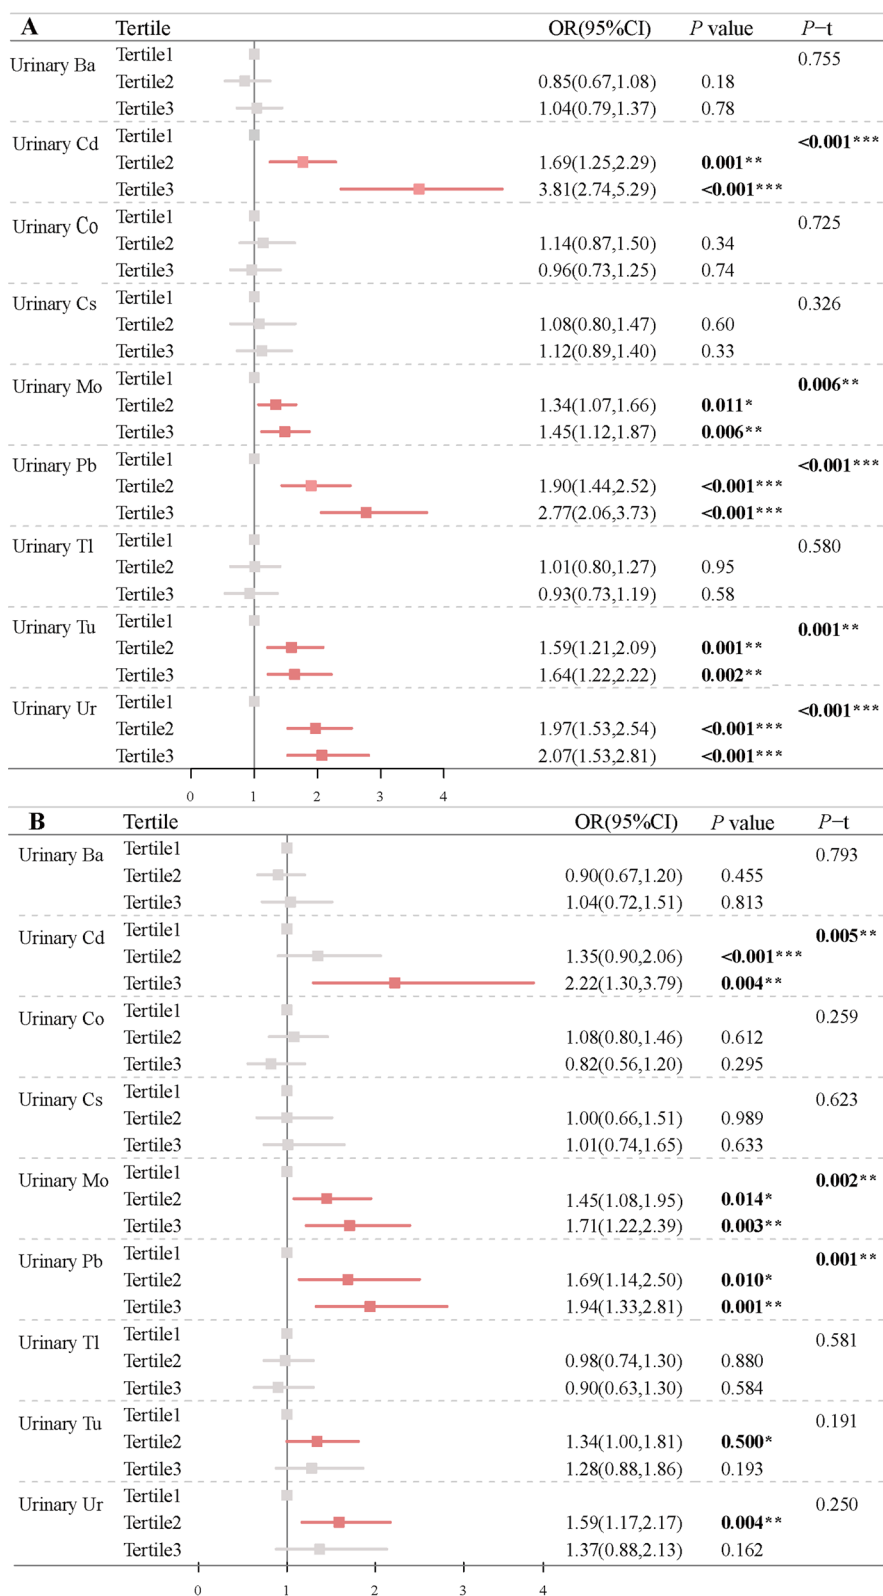 A Tertile OR(95%CI) P value P−t
Urinary Ba Tertile1 0.755
Tertile2 0.85(0.67,1.08) 0.18
Tertile3 1.04(0.79,1.37) 0.78
Urinary Cd Tertile1 <0.001***
Tertile2 1.69(1.25,2.29) 0.001**
Tertile3 3.81(2.74,5.29) <0.001***
Urinary Co Tertile1 0.725
Tertile2 1.14(0.87,1.50) 0.34
Tertile3 0.96(0.73,1.25) 0.74
Urinary Cs Tertile1 0.326
Tertile2 1.08(0.80,1.47) 0.60
Tertile3 1.12(0.89,1.40) 0.33
Urinary Mo Tertile1 0.006**
Tertile2 1.34(1.07,1.66) 0.011*
Tertile3 1.45(1.12,1.87) 0.006**
Urinary Pb Tertile1 <0.001***
Tertile2 1.90(1.44,2.52) <0.001***
Tertile3 2.77(2.06,3.73) <0.001***
Urinary Tl Tertile1 0.580
Tertile2 1.01(0.80,1.27) 0.95
Tertile3 0.93(0.73,1.19) 0.58
Urinary Tu Tertile1 0.001**
Tertile2 1.59(1.21,2.09) 0.001**
Tertile3 1.64(1.22,2.22) 0.002**
Urinary Ur Tertile1 <0.001***
Tertile2 1.97(1.53,2.54) <0.001***
Tertile3 2.07(1.53,2.81) <0.001***
0 1 2 3 4
B Tertile OR(95%CI) P value P−t
Urinary Ba Tertile1 0.793
Tertile2 0.90(0.67,1.20) 0.455
Tertile3 1.04(0.72,1.51) 0.813
Urinary Cd Tertile1 0.005**
Tertile2 1.35(0.90,2.06) <0.001***
Tertile3 2.22(1.30,3.79) 0.004**
Urinary Co Tertile1 0.259
Tertile2 1.08(0.80,1.46) 0.612
Tertile3 0.82(0.56,1.20) 0.295
Urinary Cs Tertile1 0.623
Tertile2 1.00(0.66,1.51) 0.989
Tertile3 1.01(0.74,1.65) 0.633
Urinary Mo Tertile1 0.002**
Tertile2 1.45(1.08,1.95) 0.014*
Tertile3 1.71(1.22,2.39) 0.003**
Urinary Pb Tertile1 0.001**
Tertile2 1.69(1.14,2.50) 0.010*
Tertile3 1.94(1.33,2.81) 0.001**
Urinary Tl Tertile1 0.581
Tertile2 0.98(0.74,1.30) 0.880
Tertile3 0.90(0.63,1.30) 0.584
Urinary Tu Tertile1 0.191
Tertile2 1.34(1.00,1.81) 0.500*
Tertile3 1.28(0.88,1.86) 0.193
Urinary Ur Tertile1 0.250
Tertile2 1.59(1.17,2.17) 0.004**
Tertile3 1.37(0.88,2.13) 0.162
0 1 2 3 4